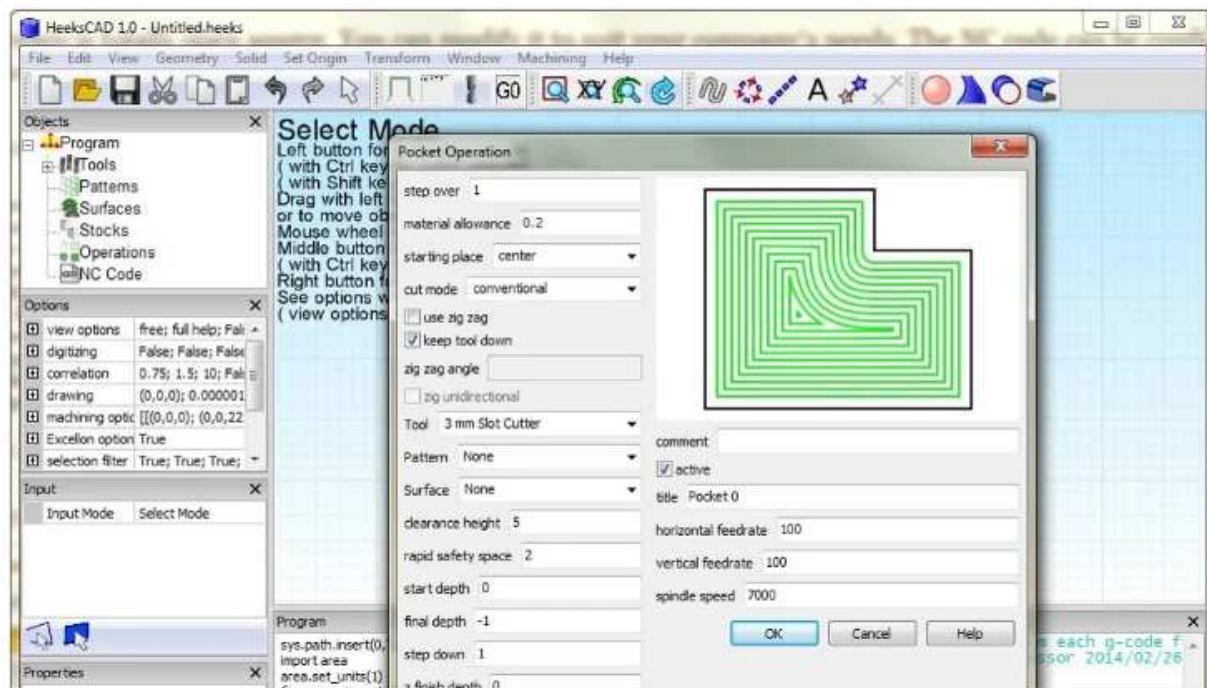 HeeksCAD 1.0 - Untitled.heeks
File Edit View Geometry Solid Set Origin Transform Window Machining Help
G0 XY A
Objects
Program
Tools
Patterns
Surfaces
Stocks
Operations
NC Code
Options
view options free; full help; Fals
digitizing False; False; False
correlation 0.75; 1.5; 10; Fals
drawing (0,0,0); 0.000001
machining optic [[(0,0,0); (0,0,22
Excellon option True
selection filter True; True; True;
Input
Input Mode Select Mode
Properties
Select Mode
Left button for
( with Ctrl key
( with Shift ke
Drag with left
or to move ob
Mouse wheel
Middle button
( with Ctrl key
Right button f
See options w
( view options
Program
sys.path.insert(0,
import area
area.set_units(1)
Pocket Operation
step over 1
material allowance 0.2
starting place center
cut mode conventional
use zig zag
keep tool down
zig zag angle
zig unidirectional
Tool 3 mm Slot Cutter
Pattern None
Surface None
clearance height 5
rapid safety space 2
start depth 0
final depth -1
step down 1
z finish depth 0
comment
active
title Pocket 0
horizontal feedrate 100
vertical feedrate 100
spindle speed 7000
OK Cancel Help
each g-code f
ssor 2014/02/26